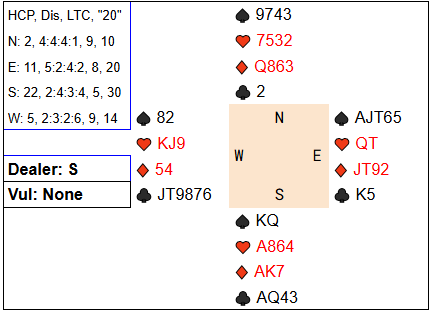 HCP, Dis, LTC, "20"
N: 2, 4:4:4:1, 9, 10
E: 11, 5:2:4:2, 8, 20
S: 22, 2:4:3:4, 5, 30
W: 5, 2:3:2:6, 9, 14
Dealer: S
Vul: None
♠ 9743
♥ 7532
♦ Q863
♣ 2
♠ 82
♥ KJ9
♦ 54
♣ JT9876
N
W E
S
♠ AJT65
♥ QT
♦ JT92
♣ K5
♠ KQ
♥ A864
♦ AK7
♣ AQ43